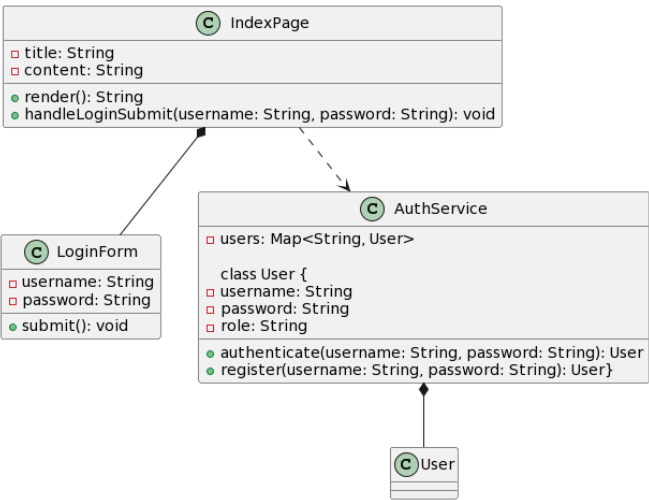 C IndexPage
title: String
content: String
render(): String
handleLoginSubmit(username: String, password: String): void
C LoginForm
username: String
password: String
submit(): void
C AuthService
users: Map<String, User>
class User {
username: String
password: String
role: String
authenticate(username: String, password: String): User
register(username: String, password: String): User}
C User